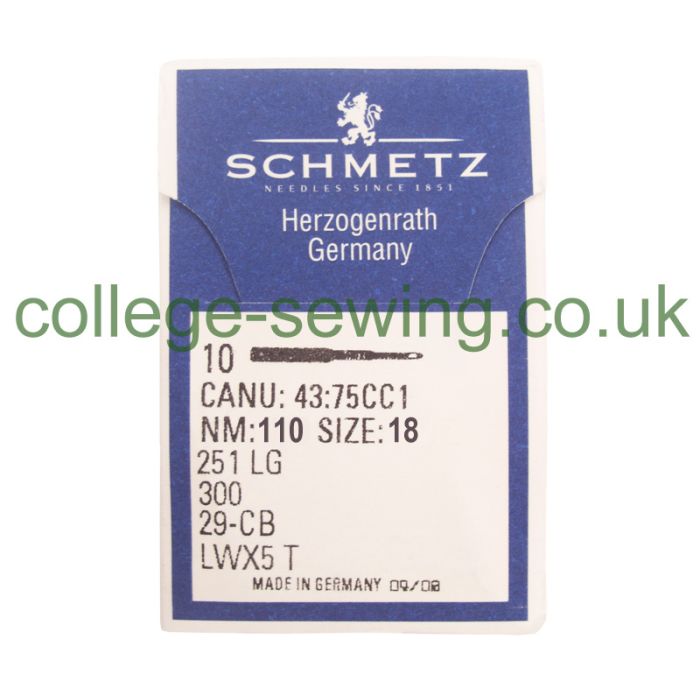 SCHMETZ
NEEDLES SINCE 1851
Herzogenrath
Germany
college-sewing.co.uk
10
CANU: 43:75CC1
NM:110 SIZE:18
251 LG
300
29-CB
LWX5 T
MADE IN GERMANY 09/08